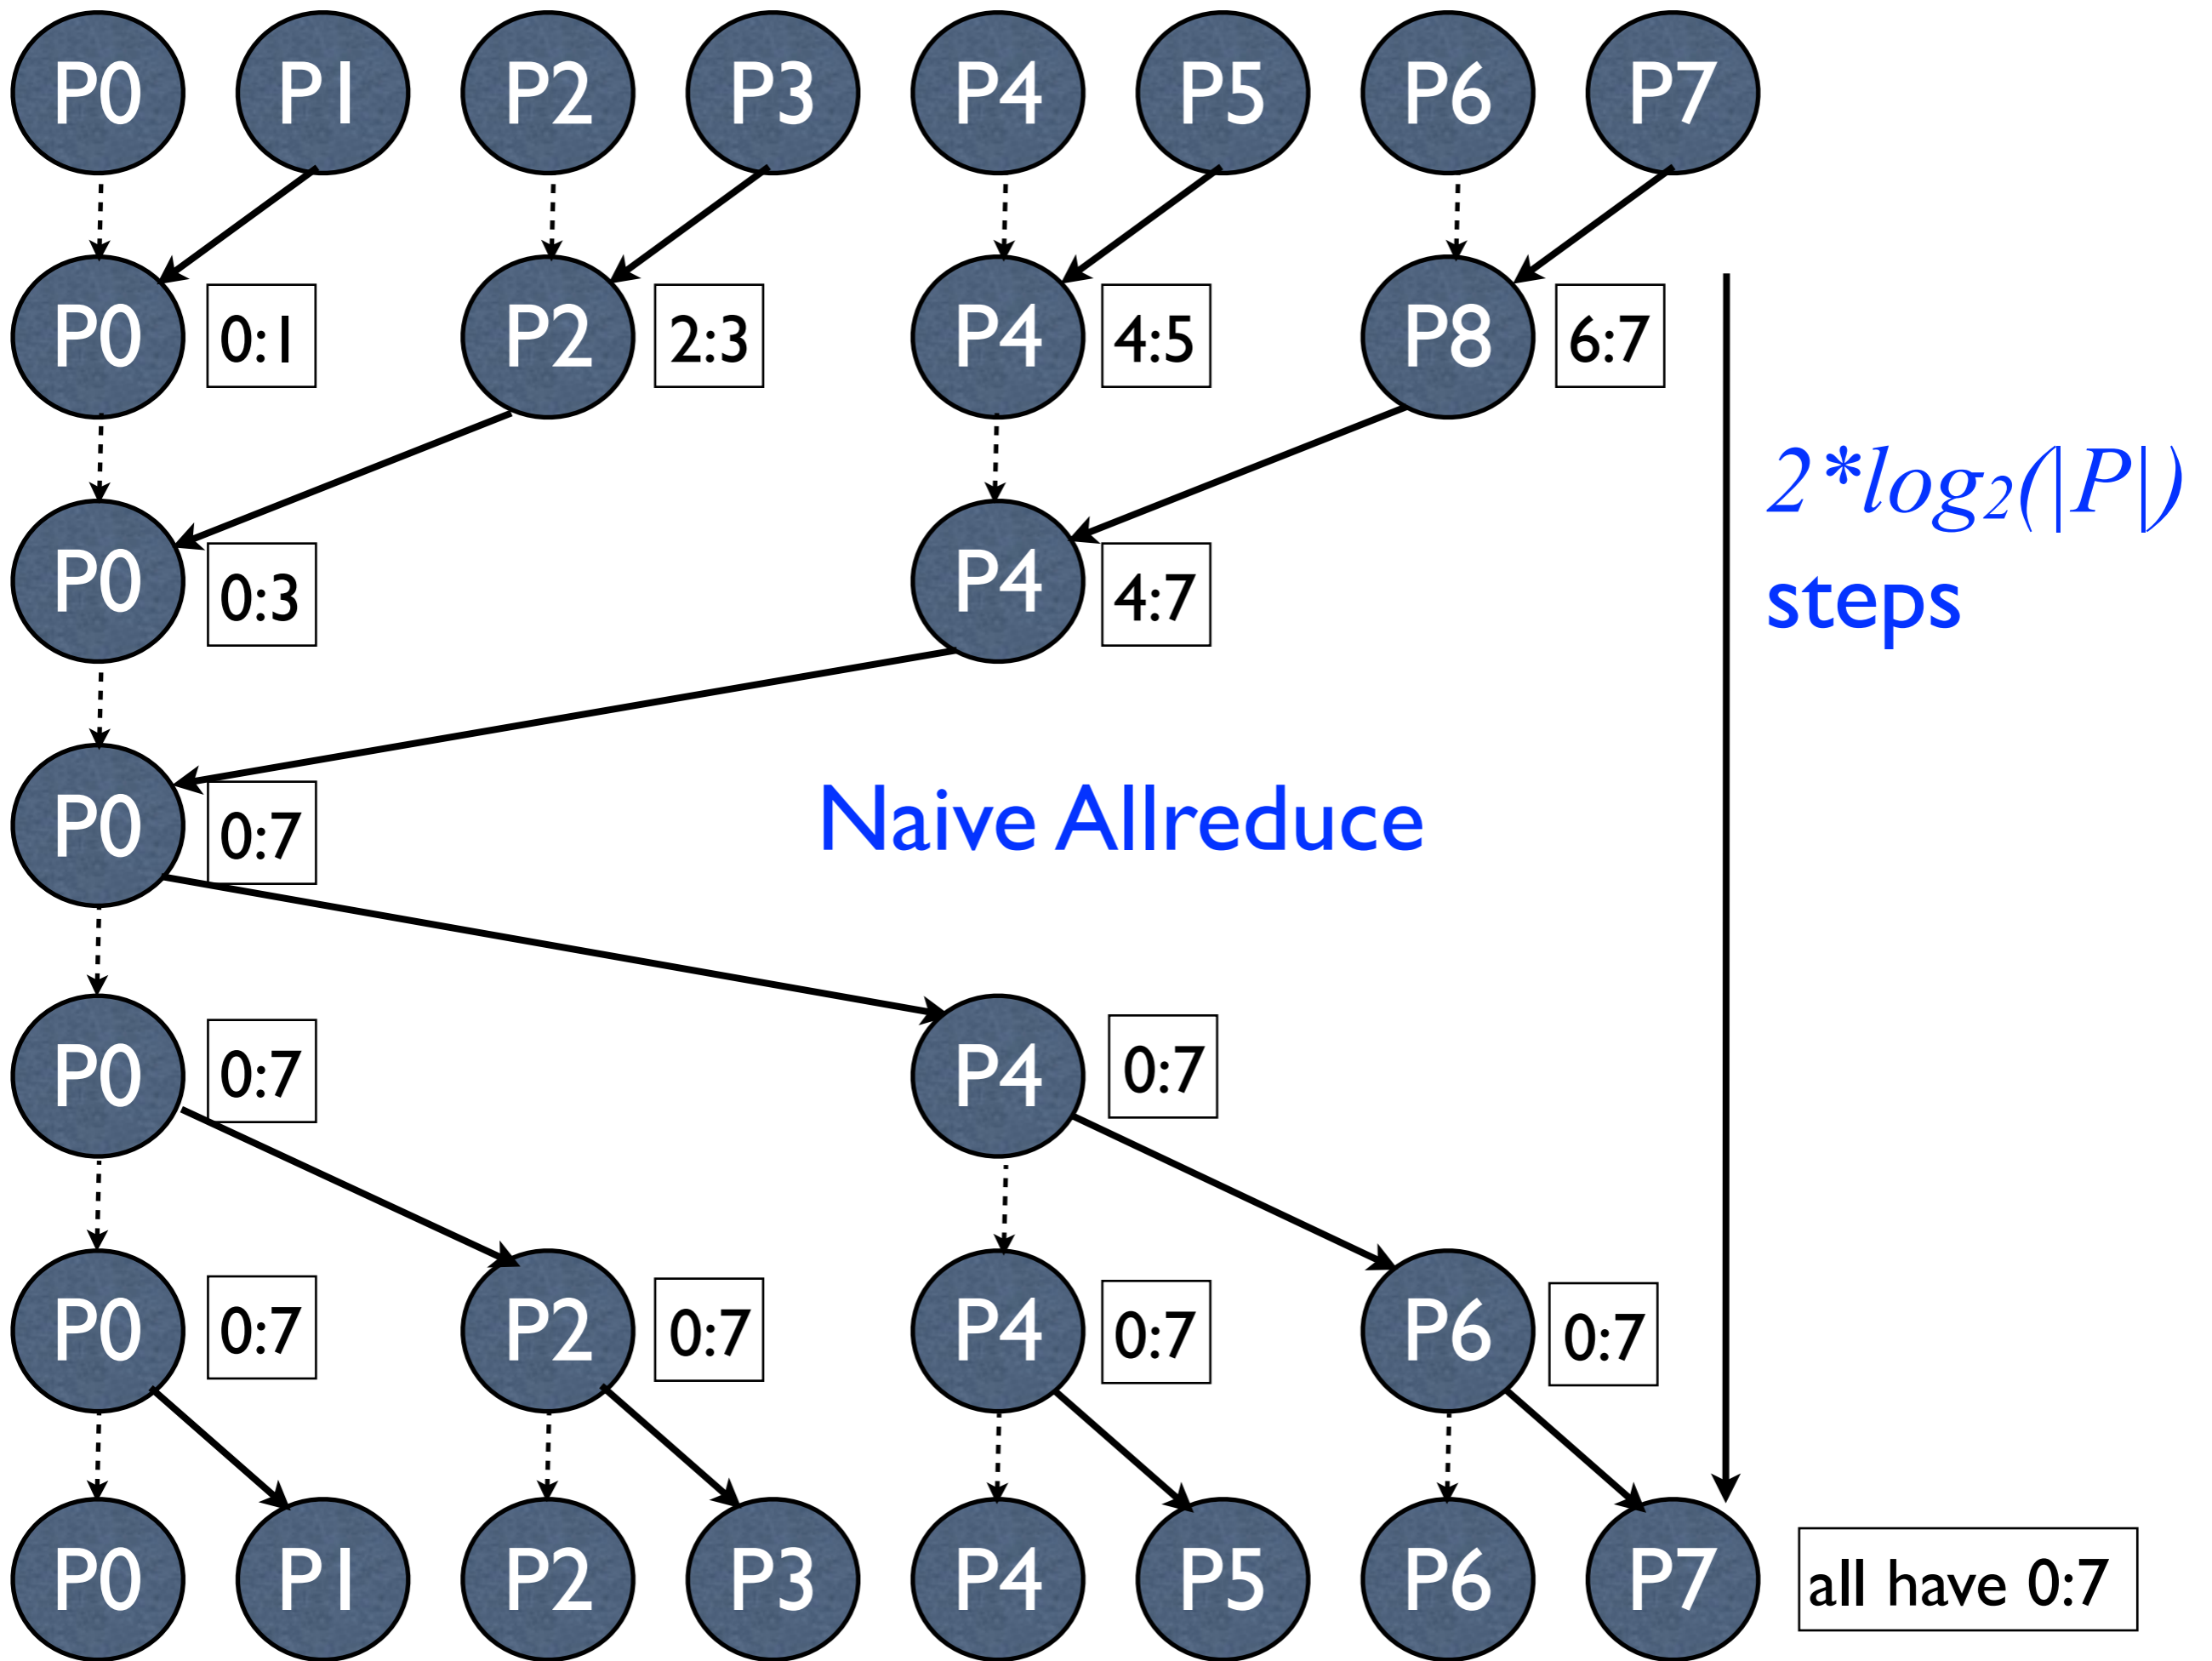 P0 P1 P2 P3 P4 P5 P6 P7
P0 0:1 P2 2:3 P4 4:5 P8 6:7
2*log2(|P|)
steps
P0 0:3 P4 4:7
P0 0:7 Naive Allreduce
P0 0:7 P4 0:7
P0 0:7 P2 0:7 P4 0:7 P6 0:7
P0 P1 P2 P3 P4 P5 P6 P7 all have 0:7